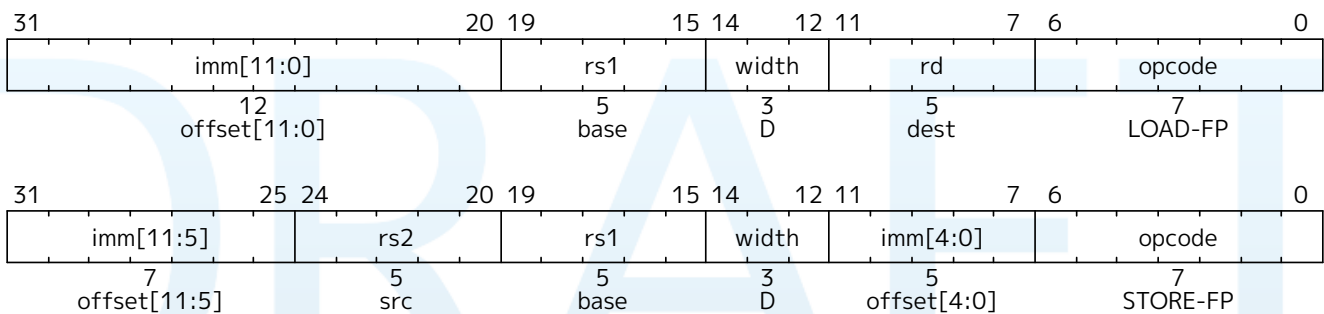 31 20 19 15 14 12 11 7 6 0
imm[11:0] rs1 width rd opcode
12 5 3 5 7
offset[11:0] base D dest LOAD-FP
31 25 24 20 19 15 14 12 11 7 6 0
imm[11:5] rs2 rs1 width imm[4:0] opcode
7 5 5 3 5 7
offset[11:5] src base D offset[4:0] STORE-FP
DRAFT